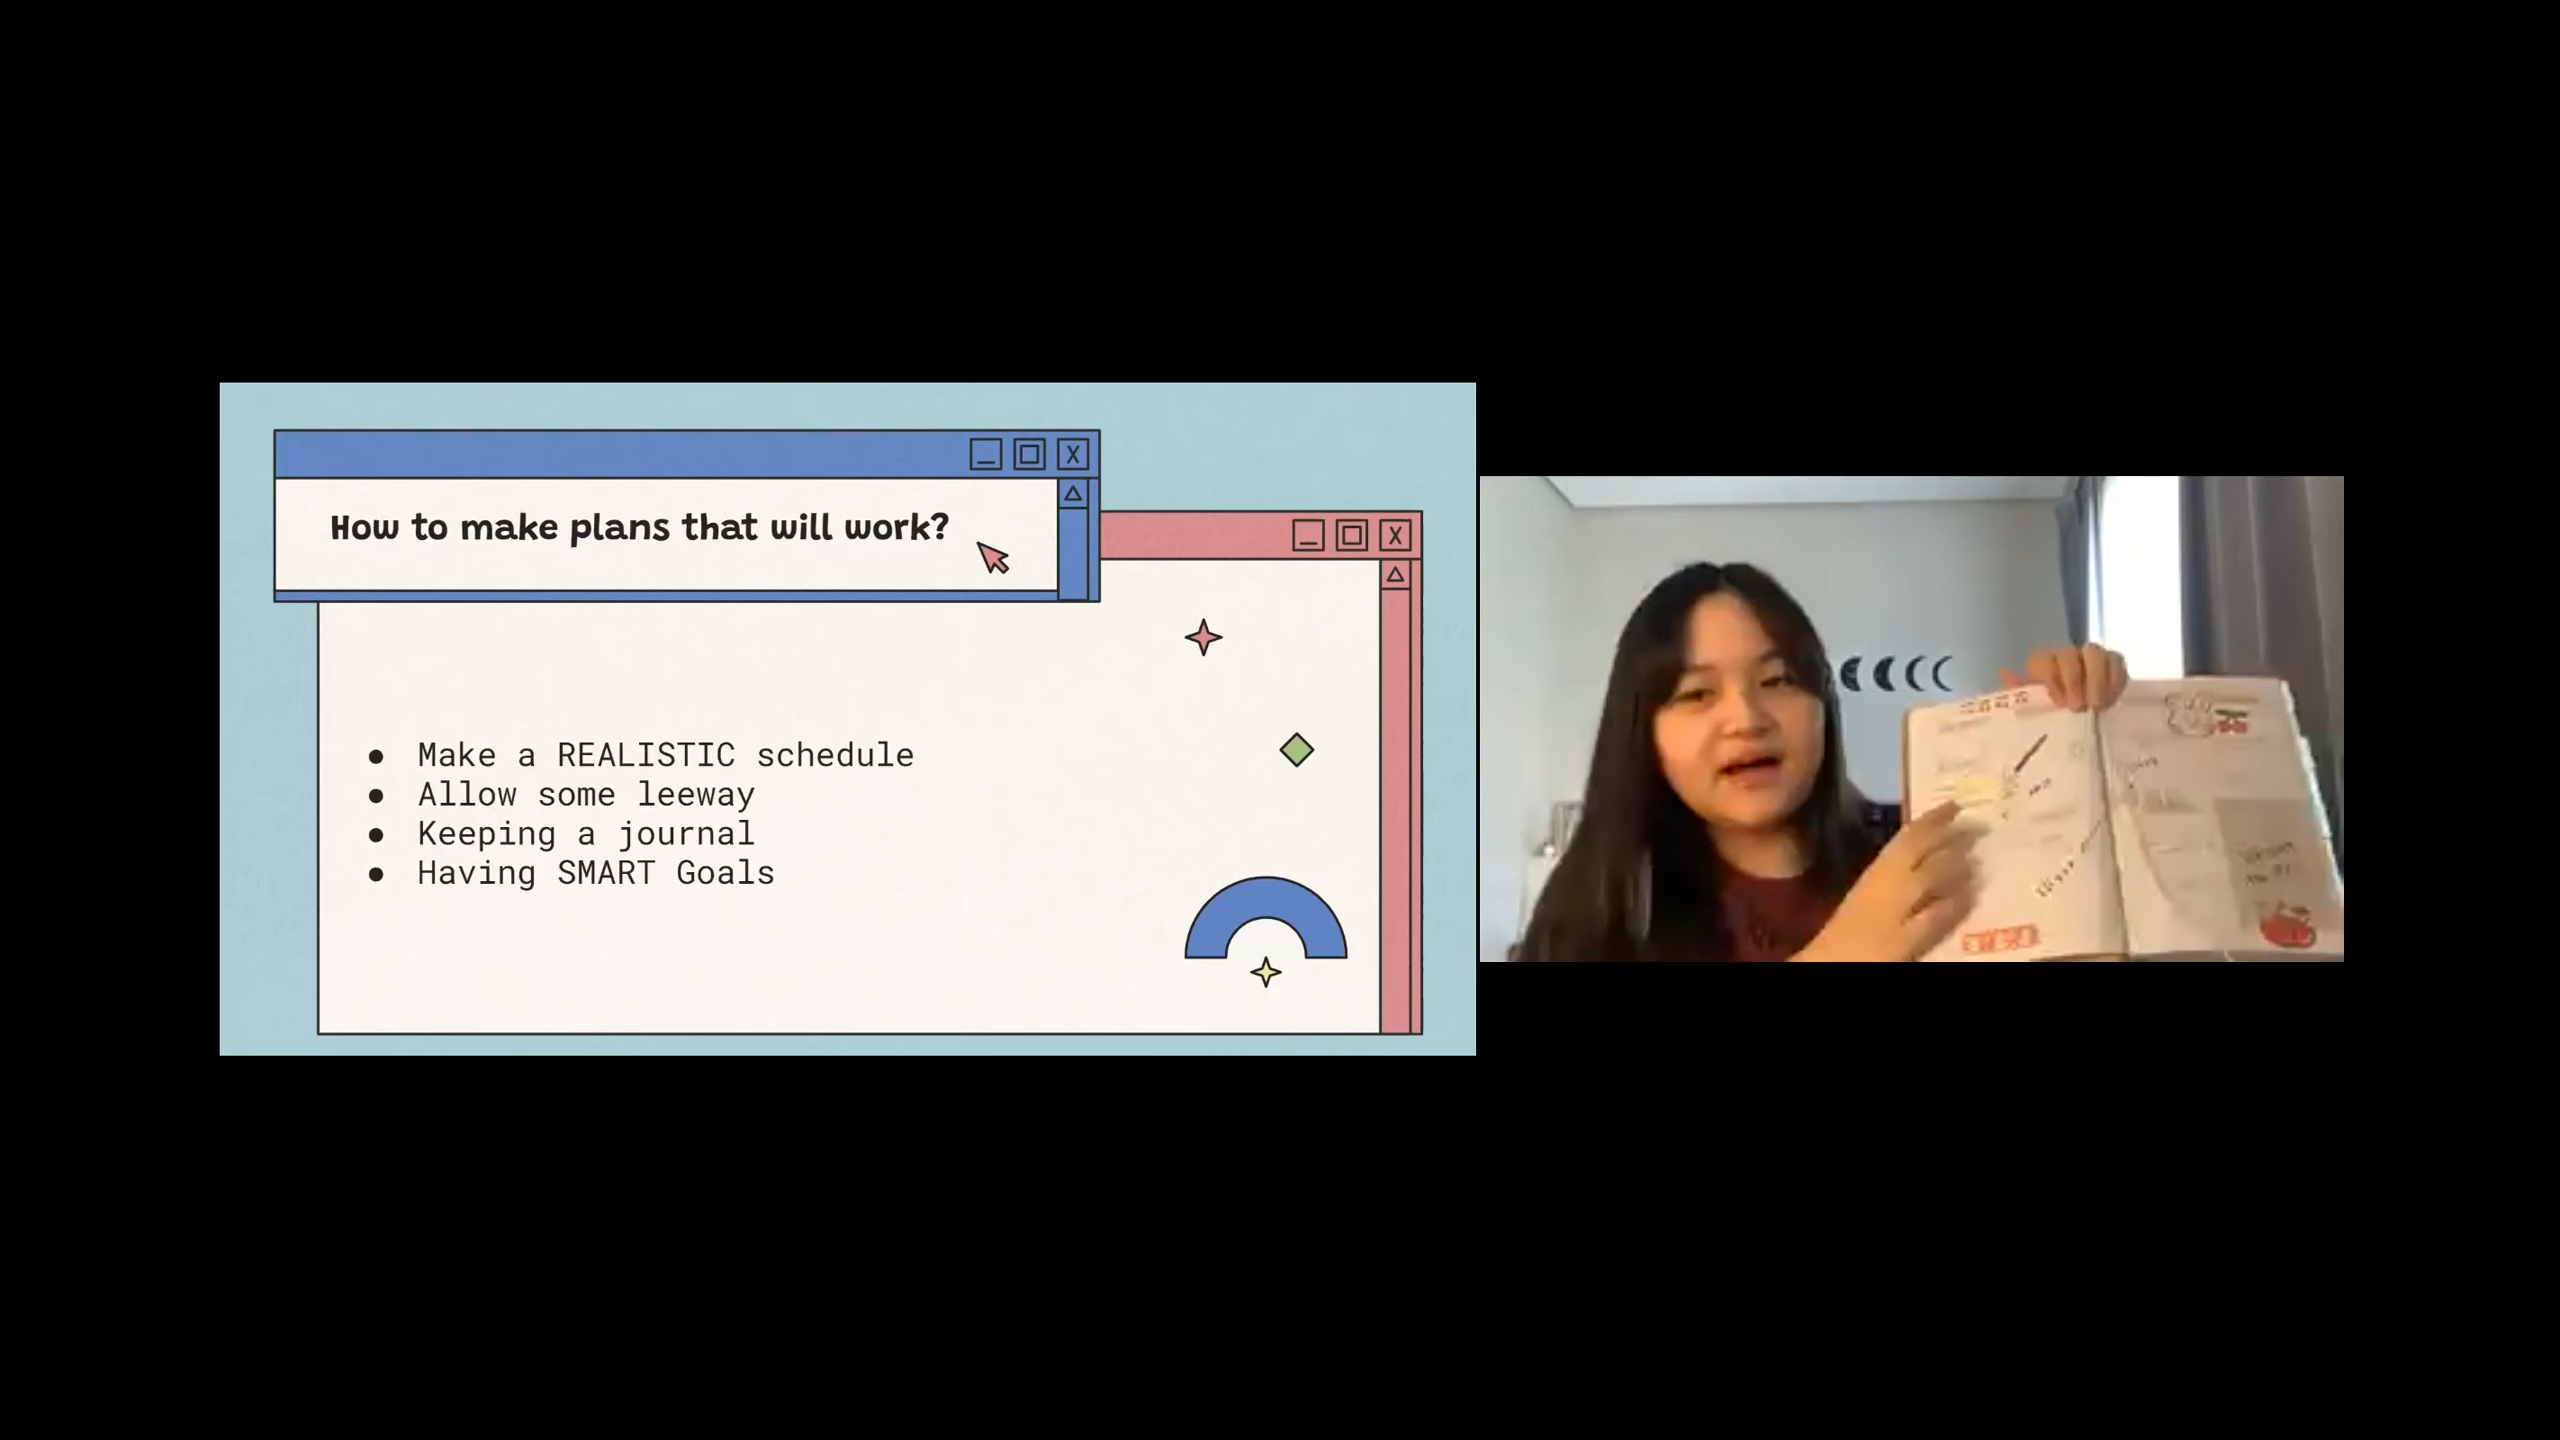 How to make plans that will work?
● Make a REALISTIC schedule
● Allow some leeway
● Keeping a journal
● Having SMART Goals